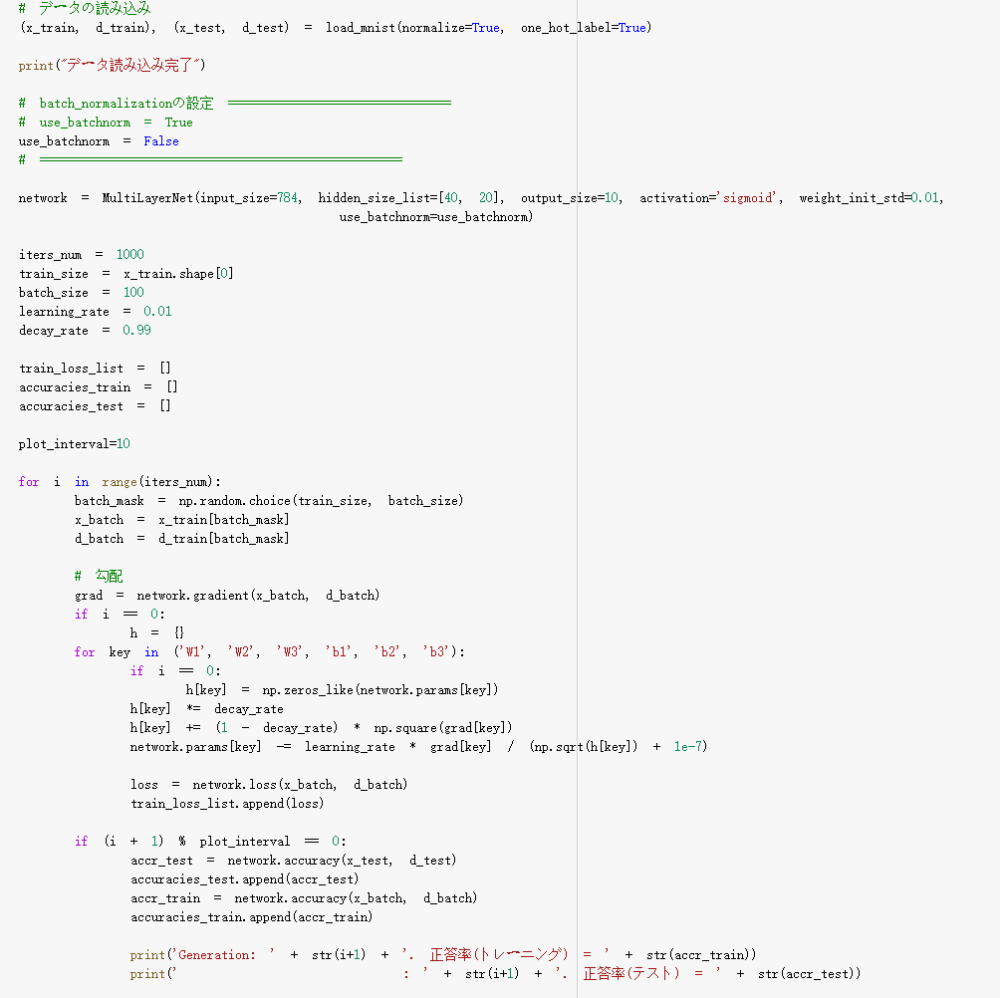 # データの読み込み
(x_train, d_train), (x_test, d_test) = load_mnist(normalize=True, one_hot_label=True)
print("データ読み込み完了")
# batch_normalizationの設定 ================================
# use_batchnorm = True
use_batchnorm = False
# ====================================================
network = MultiLayerNet(input_size=784, hidden_size_list=[40, 20], output_size=10, activation='sigmoid', weight_init_std=0.01,
use_batchnorm=use_batchnorm)
iters_num = 1000
train_size = x_train.shape[0]
batch_size = 100
learning_rate = 0.01
decay_rate = 0.99
train_loss_list = []
accuracies_train = []
accuracies_test = []
plot_interval=10
for i in range(iters_num):
    batch_mask = np.random.choice(train_size, batch_size)
    x_batch = x_train[batch_mask]
    d_batch = d_train[batch_mask]
    # 勾配
    grad = network.gradient(x_batch, d_batch)
    if i == 0:
        h = {}
    for key in ('W1', 'W2', 'W3', 'b1', 'b2', 'b3'):
        if i == 0:
            h[key] = np.zeros_like(network.params[key])
        h[key] *= decay_rate
        h[key] += (1 - decay_rate) * np.square(grad[key])
        network.params[key] -= learning_rate * grad[key] / (np.sqrt(h[key]) + 1e-7)
        loss = network.loss(x_batch, d_batch)
        train_loss_list.append(loss)
    if (i + 1) % plot_interval == 0:
        accr_test = network.accuracy(x_test, d_test)
        accuracies_test.append(accr_test)
        accr_train = network.accuracy(x_batch, d_batch)
        accuracies_train.append(accr_train)
        print('Generation: ' + str(i+1) + '. 正答率(トレーニング) = ' + str(accr_train))
        print('                : ' + str(i+1) + '. 正答率(テスト) = ' + str(accr_test))